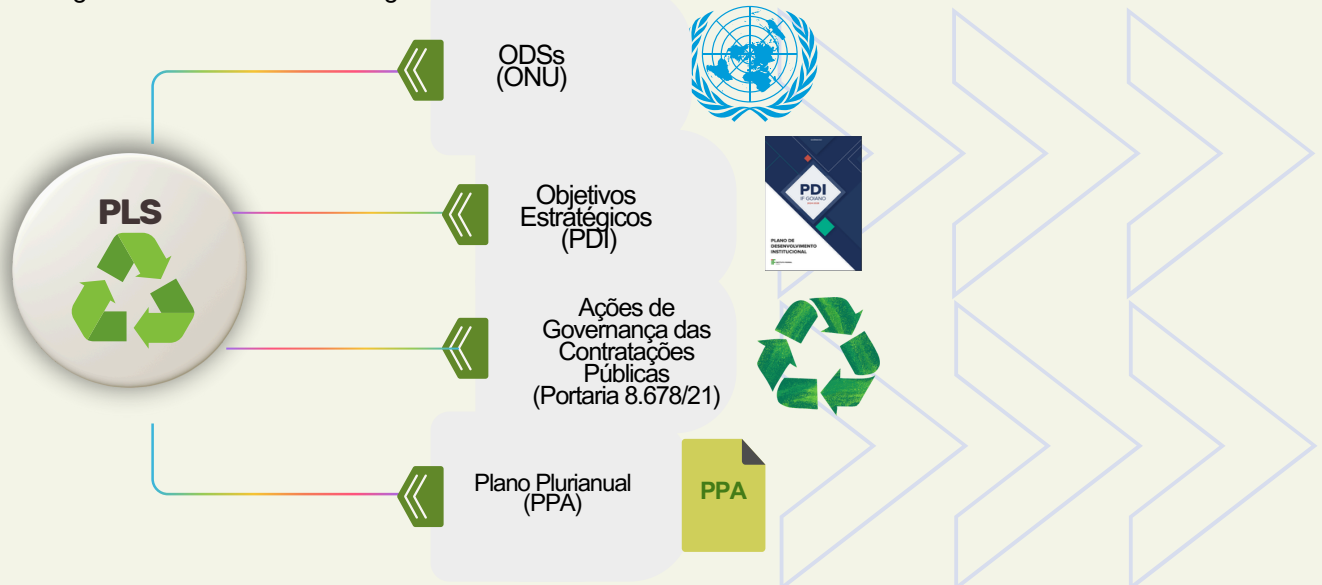 ODSs
(ONU)
PLS
Objetivos
Estratégicos
(PDI)
PDI
IF GOIANO
PLANO DE
DESENVOLVIMENTO
INSTITUCIONAL
Ações de
Governança das
Contratações
Públicas
(Portaria 8.678/21)
Plano Plurianual
(PPA)
PPA